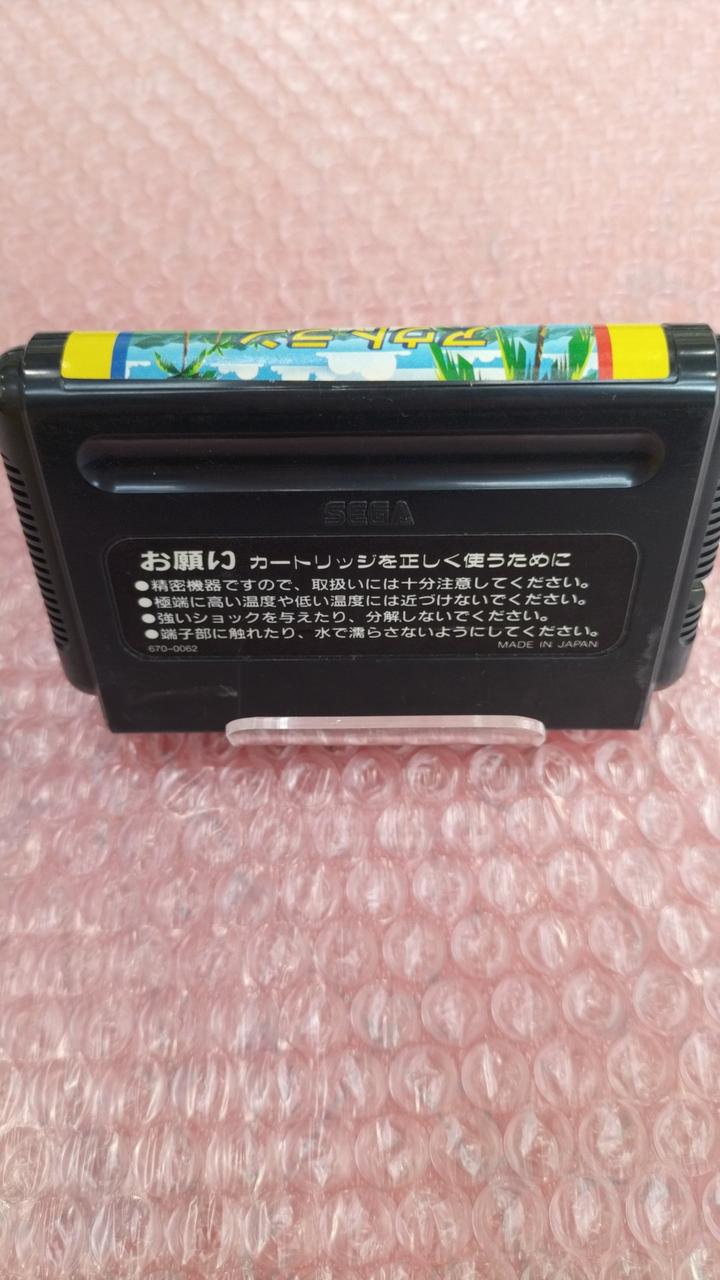 アウトラン
SEGA
お願い カートリッジを正しく使うために
●精密機器ですので、取扱いには十分注意してください。
●極端に高い温度や低い温度には近づけないでください。
●強いショックを与えたり、分解しないでください。
●端子部に触れたり、水で濡らさないようにしてください。
670-0062 MADE IN JAPAN